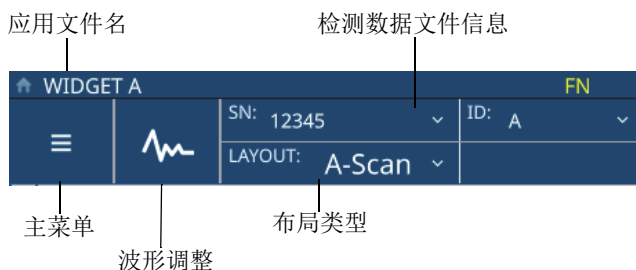 应用文件名 检测数据文件信息
WIDGET A FN
SN: 12345 ID: A
LAYOUT: A-Scan
主菜单 布局类型
波形调整